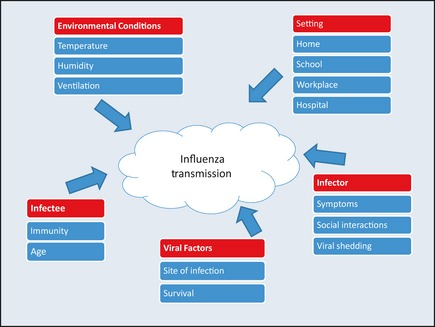 Environmental Conditions
Temperature
Humidity
Ventilation
Setting
Home
School
Workplace
Hospital
Influenza
transmission
Infectee
Immunity
Age
Viral Factors
Site of infection
Survival
Infector
Symptoms
Social interactions
Viral shedding